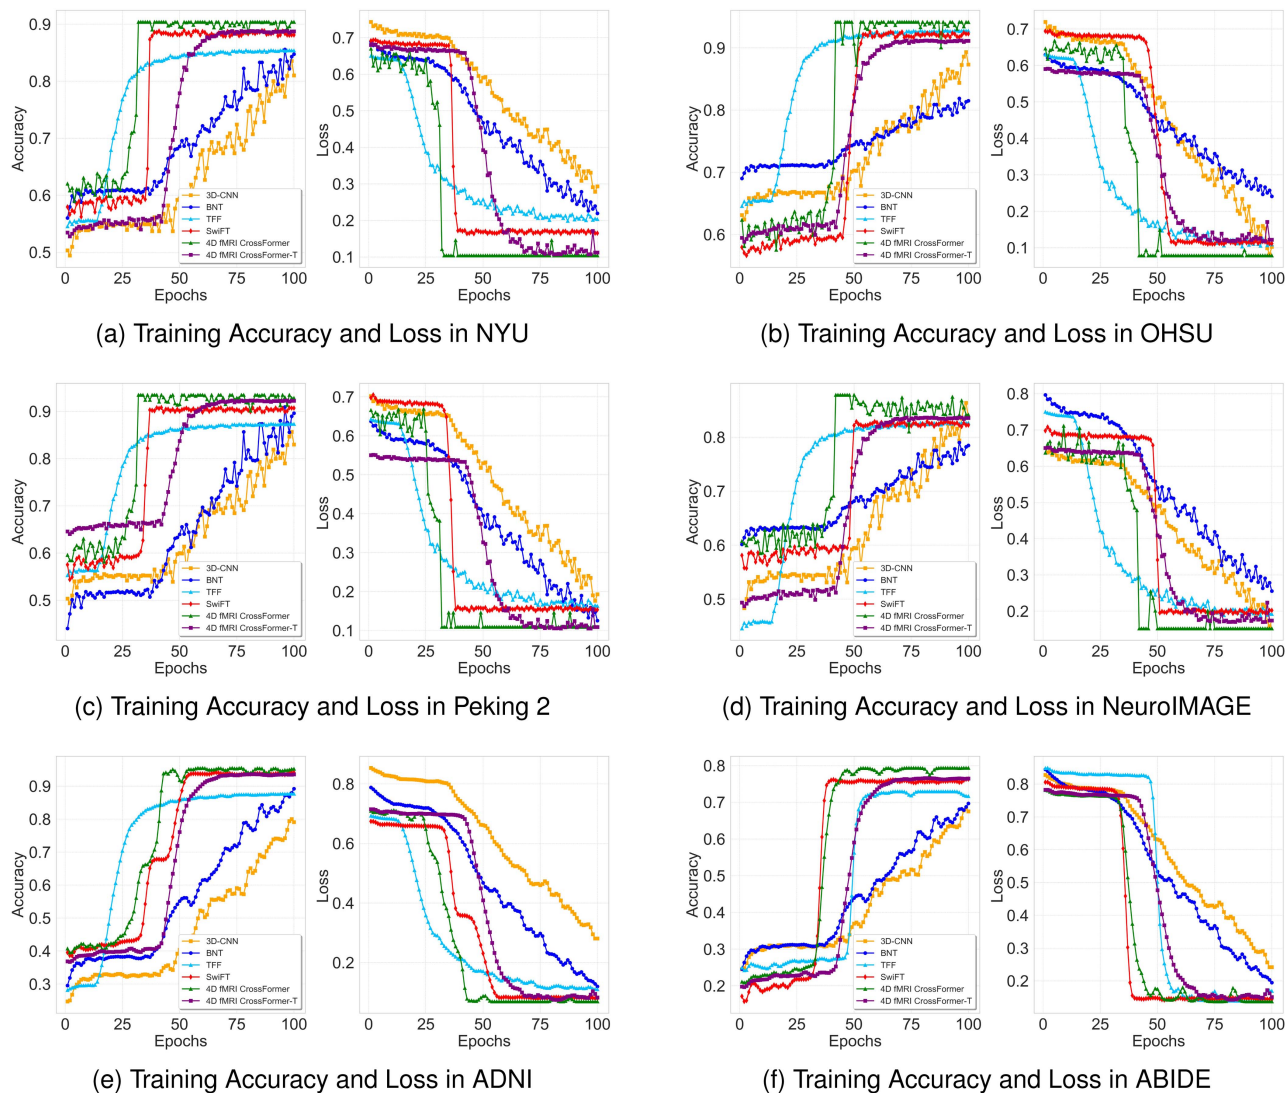 0.9
0.8
0.7
0.6
0.5
Accuracy
0 25 50 75 100
Epochs
3D-CNN
BNT
TFF
SwiFT
4D fMRI CrossFormer
4D fMRI CrossFormer-T
0.7
0.6
0.5
0.4
0.3
0.2
0.1
Loss
0 25 50 75 100
Epochs
(a) Training Accuracy and Loss in NYU
0.9
0.8
0.7
0.6
Accuracy
0 25 50 75 100
Epochs
3D-CNN
BNT
TFF
SwiFT
4D fMRI CrossFormer
4D fMRI CrossFormer-T
0.7
0.6
0.5
0.4
0.3
0.2
0.1
Loss
0 25 50 75 100
Epochs
(b) Training Accuracy and Loss in OHSU
0.9
0.8
0.7
0.6
0.5
Accuracy
0 25 50 75 100
Epochs
3D-CNN
BNT
TFF
SwiFT
4D fMRI CrossFormer
4D fMRI CrossFormer-T
0.7
0.6
0.5
0.4
0.3
0.2
0.1
Loss
0 25 50 75 100
Epochs
(c) Training Accuracy and Loss in Peking 2
0.8
0.7
0.6
0.5
Accuracy
0 25 50 75 100
Epochs
3D-CNN
BNT
TFF
SwiFT
4D fMRI CrossFormer
4D fMRI CrossFormer-T
0.8
0.7
0.6
0.5
0.4
0.3
0.2
Loss
0 25 50 75 100
Epochs
(d) Training Accuracy and Loss in NeuroIMAGE
0.9
0.8
0.7
0.6
0.5
0.4
0.3
Accuracy
0 25 50 75 100
Epochs
3D-CNN
BNT
TFF
SwiFT
4D fMRI CrossFormer
4D fMRI CrossFormer-T
0.8
0.6
0.4
0.2
Loss
0 25 50 75 100
Epochs
(e) Training Accuracy and Loss in ADNI
0.8
0.7
0.6
0.5
0.4
0.3
0.2
Accuracy
0 25 50 75 100
Epochs
3D-CNN
BNT
TFF
SwiFT
4D fMRI CrossFormer
4D fMRI CrossFormer-T
0.8
0.7
0.6
0.5
0.4
0.3
0.2
Loss
0 25 50 75 100
Epochs
(f) Training Accuracy and Loss in ABIDE